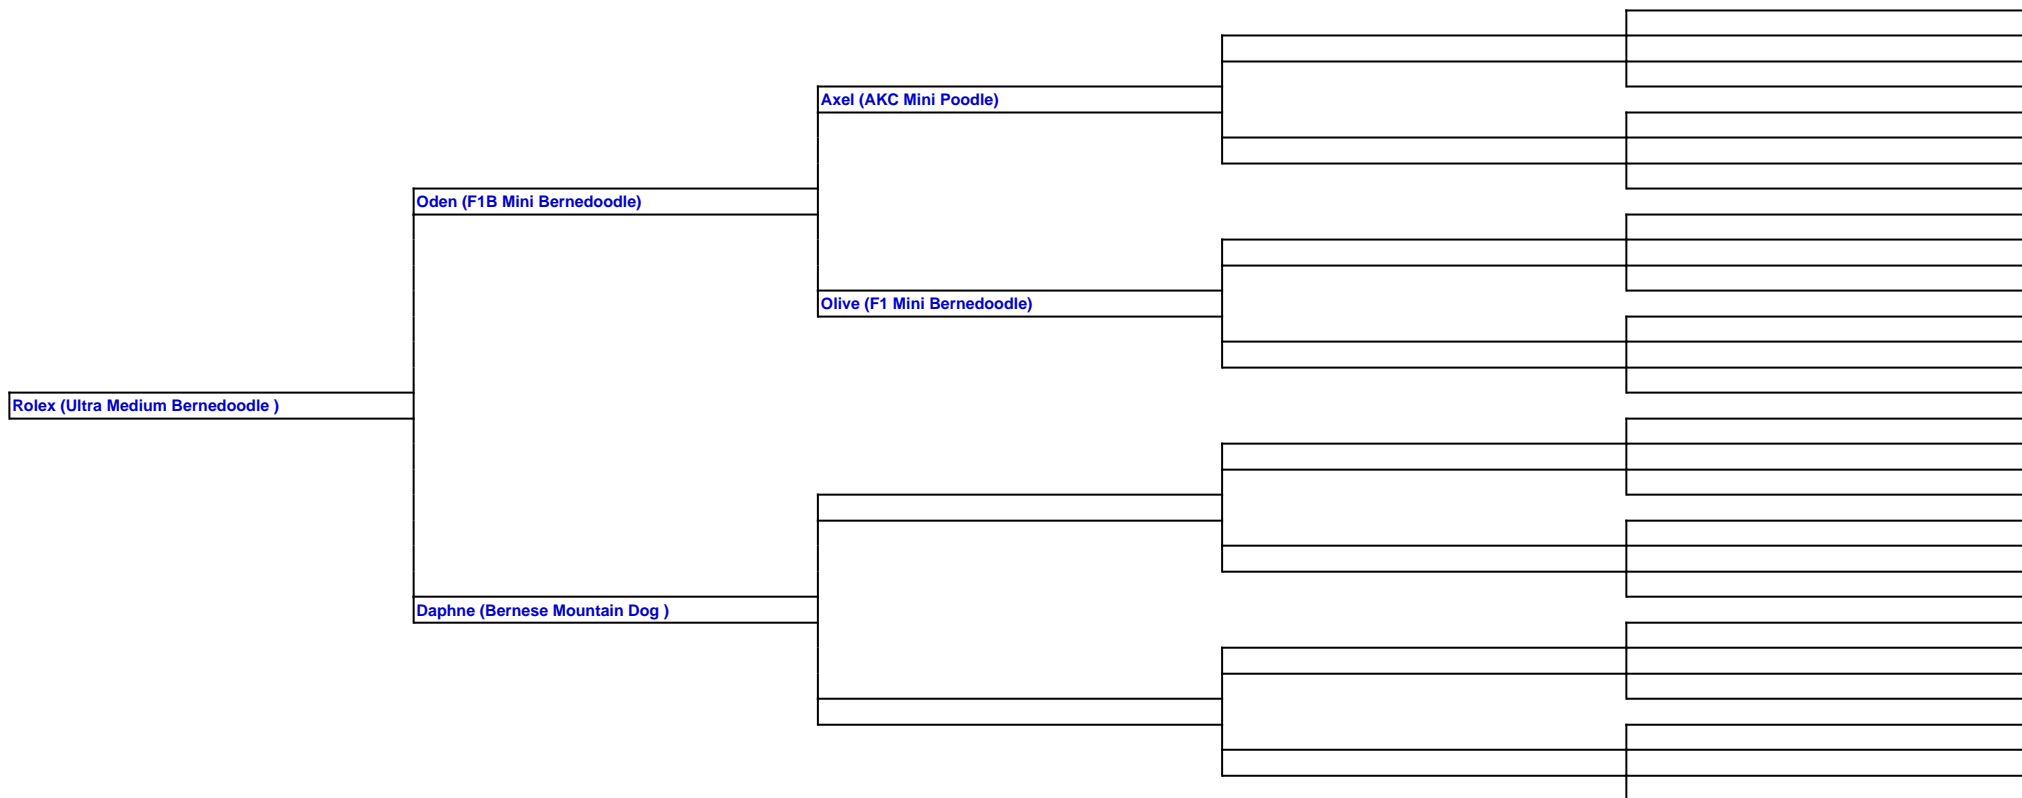 Axel (AKC Mini Poodle)
Oden (F1B Mini Bernedoodle)
Olive (F1 Mini Bernedoodle)
Rolex (Ultra Medium Bernedoodle )
Daphne (Bernese Mountain Dog )